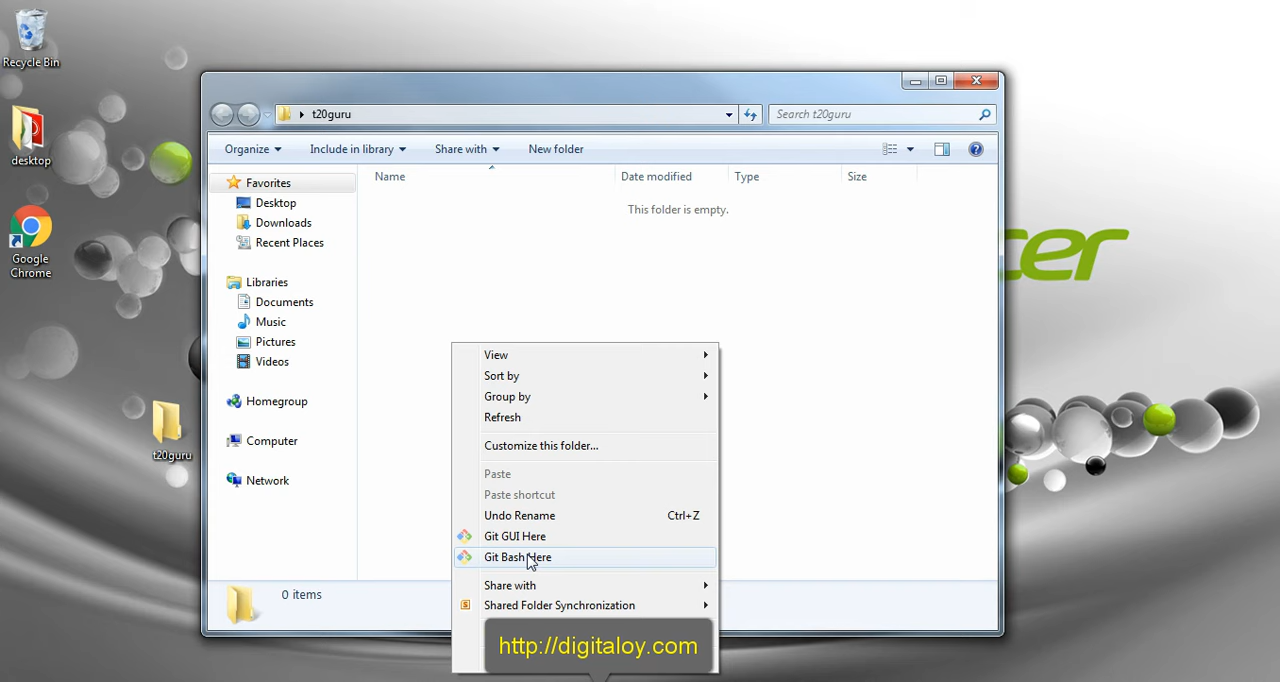 Recycle Bin
desktop
Google
Chrome
t20guru
t20guru
Search t20guru
Organize
Include in library
Share with
New folder
Favorites
Desktop
Downloads
Recent Places
Libraries
Documents
Music
Pictures
Videos
Homegroup
Computer
Network
Name
Date modified
Type
Size
This folder is empty.
View
Sort by
Group by
Refresh
Customize this folder...
Paste
Paste shortcut
Undo Rename Ctrl+Z
Git GUI Here
Git Bash Here
Share with
Shared Folder Synchronization
http://digitaloy.com
0 items
cer